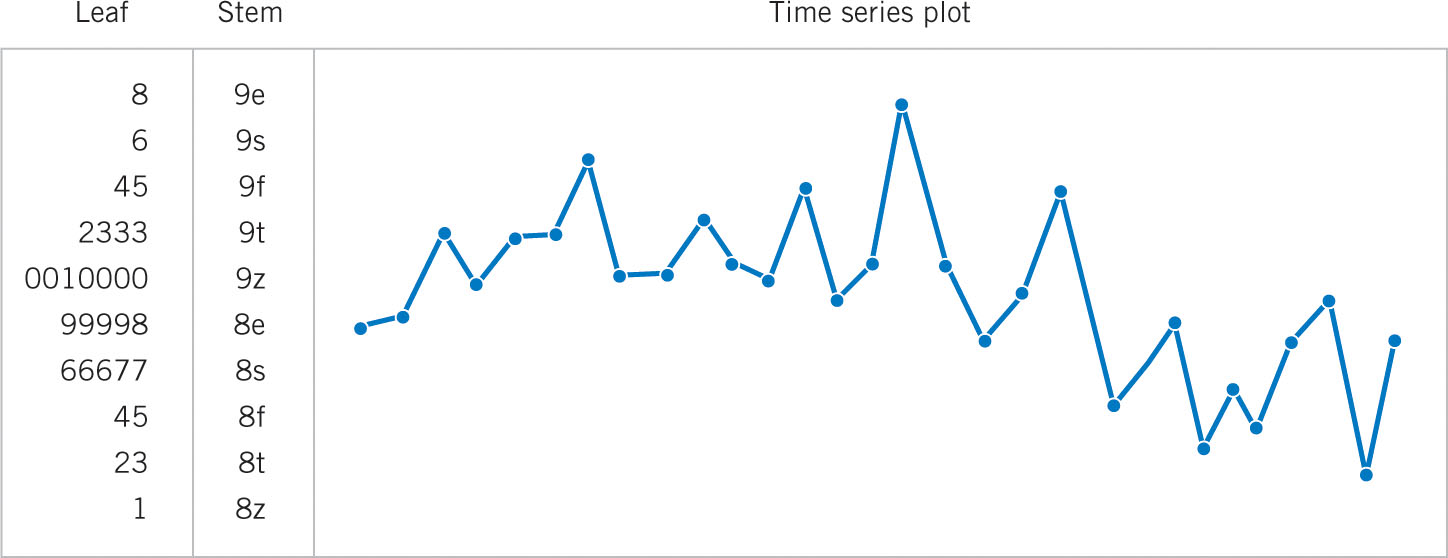 Leaf Stem Time series plot
8 9e
6 9s
45 9f
2333 9t
0010000 9z
99998 8e
66677 8s
45 8f
23 8t
1 8z